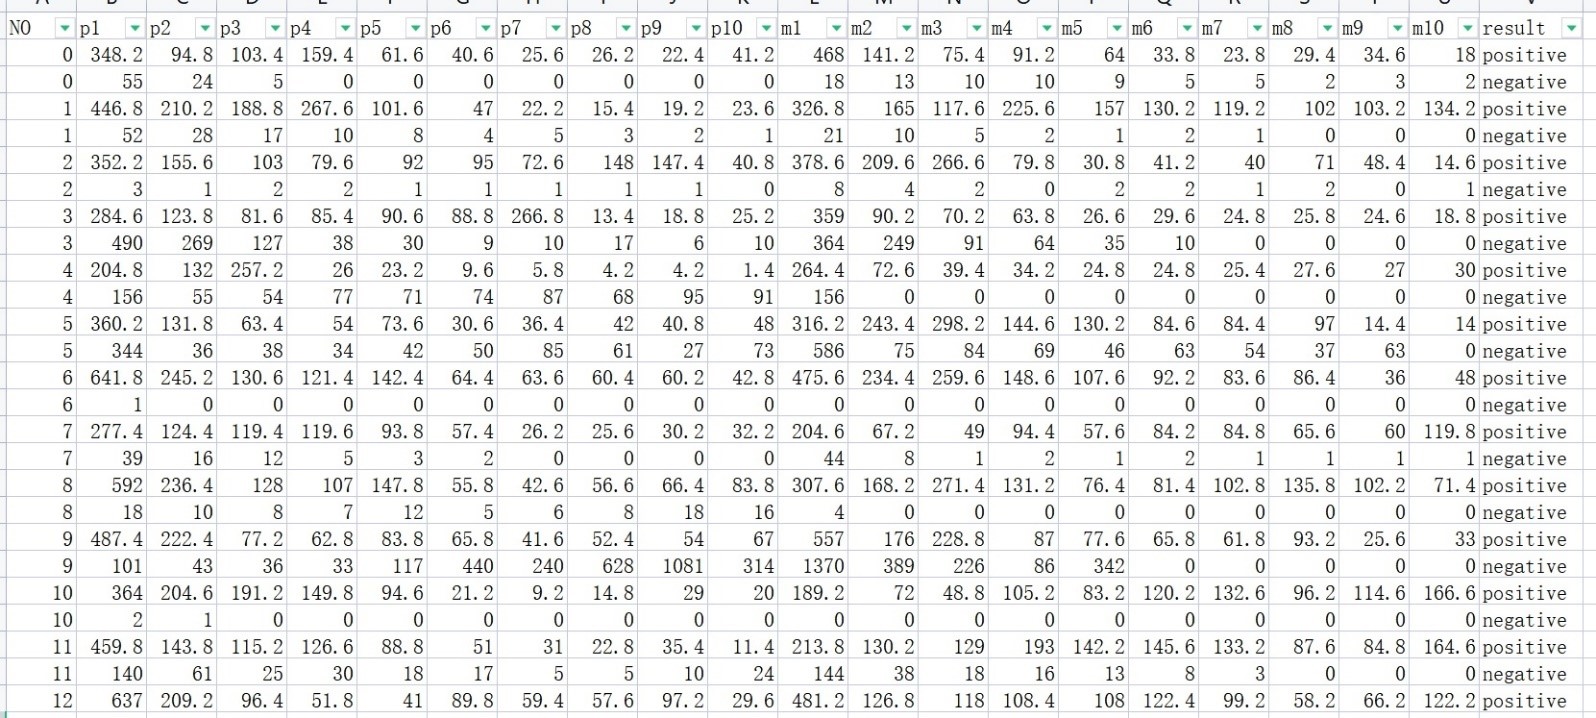 NO p1 p2 p3 p4 p5 p6 p7 p8 p9 p10 m1 m2 m3 m4 m5 m6 m7 m8 m9 m10 result
0 348.2 94.8 103.4 159.4 61.6 40.6 25.6 26.2 22.4 41.2 468 141.2 75.4 91.2 64 33.8 23.8 29.4 34.6 18 positive
0 55 24 5 0 0 0 0 0 0 0 18 13 10 10 9 5 5 2 3 2 negative
1 446.8 210.2 188.8 267.6 101.6 47 22.2 15.4 19.2 23.6 326.8 165 117.6 225.6 157 130.2 119.2 102 103.2 134.2 positive
1 52 28 17 10 8 4 5 3 2 1 21 10 5 2 1 2 1 0 0 0 negative
2 352.2 155.6 103 79.6 92 95 72.6 148 147.4 40.8 378.6 209.6 266.6 79.8 30.8 41.2 40 71 48.4 14.6 positive
2 3 1 2 2 1 1 1 1 1 0 8 4 2 0 2 2 1 2 0 1 negative
3 284.6 123.8 81.6 85.4 90.6 88.8 266.8 13.4 18.8 25.2 359 90.2 70.2 63.8 26.6 29.6 24.8 25.8 24.6 18.8 positive
3 490 269 127 38 30 9 10 17 6 10 364 249 91 64 35 10 0 0 0 0 negative
4 204.8 132 257.2 26 23.2 9.6 5.8 4.2 4.2 1.4 264.4 72.6 39.4 34.2 24.8 24.8 25.4 27.6 27 30 positive
4 156 55 54 77 71 74 87 68 95 91 156 0 0 0 0 0 0 0 0 0 negative
5 360.2 131.8 63.4 54 73.6 30.6 36.4 42 40.8 48 316.2 243.4 298.2 144.6 130.2 84.6 84.4 97 14.4 14 positive
5 344 36 38 34 42 50 85 61 27 73 586 75 84 69 46 63 54 37 63 0 negative
6 641.8 245.2 130.6 121.4 142.4 64.4 63.6 60.4 60.2 42.8 475.6 234.4 259.6 148.6 107.6 92.2 83.6 86.4 36 48 positive
6 1 0 0 0 0 0 0 0 0 0 0 0 0 0 0 0 0 0 0 0 negative
7 277.4 124.4 119.4 119.6 93.8 57.4 26.2 25.6 30.2 32.2 204.6 67.2 49 94.4 57.6 84.2 84.8 65.6 60 119.8 positive
7 39 16 12 5 3 2 0 0 0 0 44 8 1 2 1 2 1 1 1 1 negative
8 592 236.4 128 107 147.8 55.8 42.6 56.6 66.4 83.8 307.6 168.2 271.4 131.2 76.4 81.4 102.8 135.8 102.2 71.4 positive
8 18 10 8 7 12 5 6 8 18 16 4 0 0 0 0 0 0 0 0 0 negative
9 487.4 222.4 77.2 62.8 83.8 65.8 41.6 52.4 54 67 557 176 228.8 87 77.6 65.8 61.8 93.2 25.6 33 positive
9 101 43 36 33 117 440 240 628 1081 314 1370 389 226 86 342 0 0 0 0 0 negative
10 364 204.6 191.2 149.8 94.6 21.2 9.2 14.8 29 20 189.2 72 48.8 105.2 83.2 120.2 132.6 96.2 114.6 166.6 positive
10 2 1 0 0 0 0 0 0 0 0 0 0 0 0 0 0 0 0 0 0 negative
11 459.8 143.8 115.2 126.6 88.8 51 31 22.8 35.4 11.4 213.8 130.2 129 193 142.2 145.6 133.2 87.6 84.8 164.6 positive
11 140 61 25 30 18 17 5 5 10 24 144 38 18 16 13 8 3 0 0 0 negative
12 637 209.2 96.4 51.8 41 89.8 59.4 57.6 97.2 29.6 481.2 126.8 118 108.4 108 122.4 99.2 58.2 66.2 122.2 positive